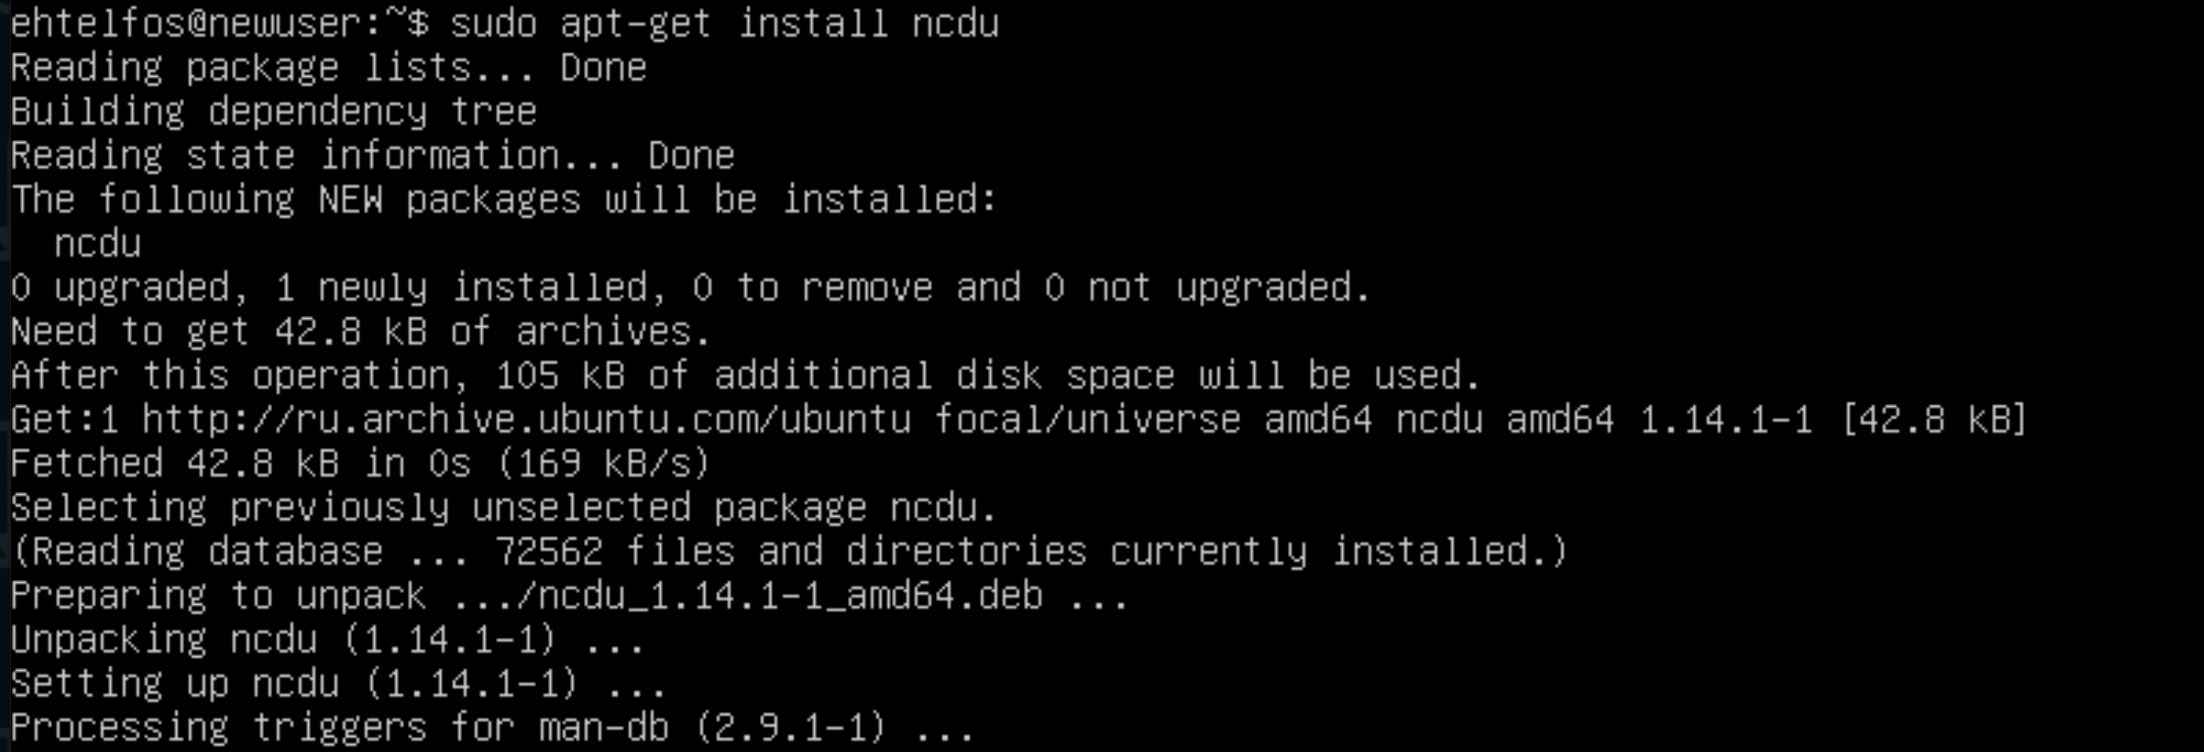 ehtelfos@newuser:~$ sudo apt-get install ncdu
Reading package lists... Done
Building dependency tree
Reading state information... Done
The following NEW packages will be installed:
  ncdu
0 upgraded, 1 newly installed, 0 to remove and 0 not upgraded.
Need to get 42.8 kB of archives.
After this operation, 105 kB of additional disk space will be used.
Get:1 http://ru.archive.ubuntu.com/ubuntu focal/universe amd64 ncdu amd64 1.14.1-1 [42.8 kB]
Fetched 42.8 kB in 0s (169 kB/s)
Selecting previously unselected package ncdu.
(Reading database ... 72562 files and directories currently installed.)
Preparing to unpack .../ncdu_1.14.1-1_amd64.deb ...
Unpacking ncdu (1.14.1-1) ...
Setting up ncdu (1.14.1-1) ...
Processing triggers for man-db (2.9.1-1) ...